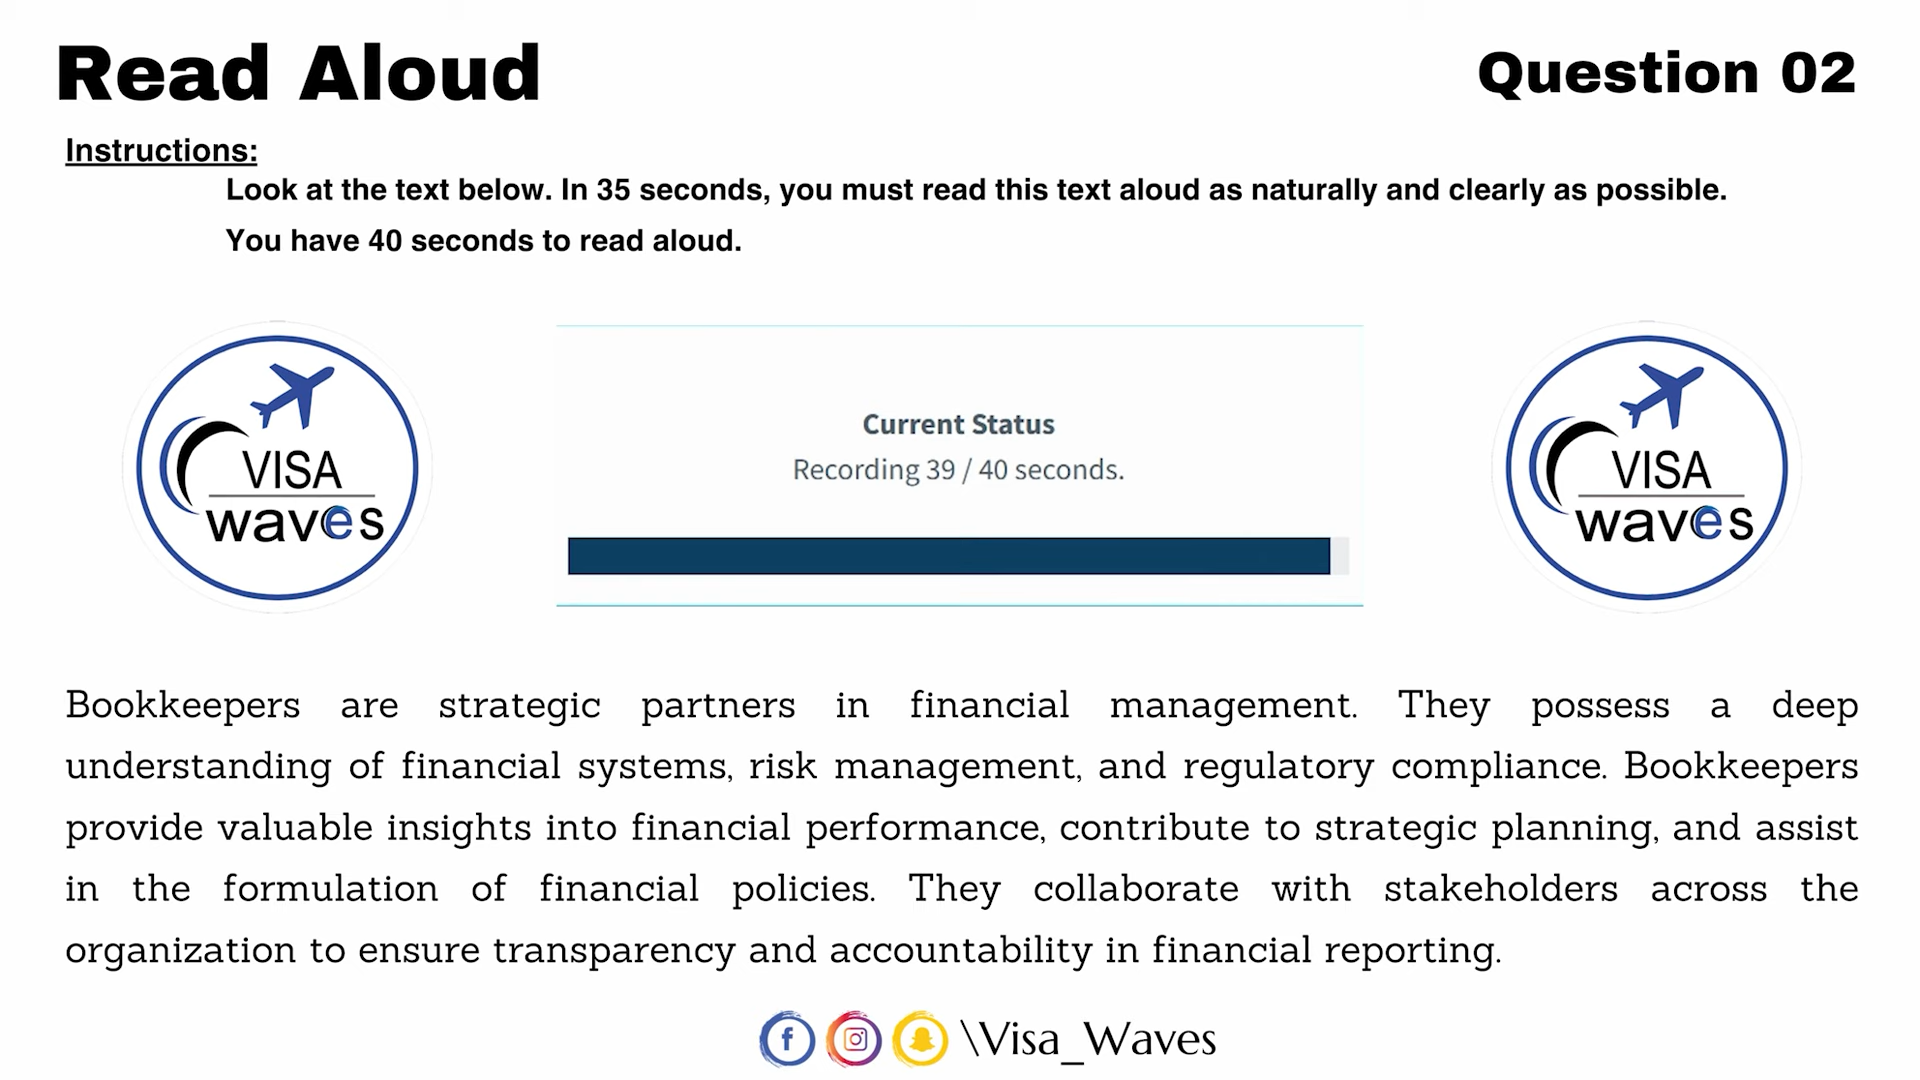 Read Aloud
Question 02
Instructions:
Look at the text below. In 35 seconds, you must read this text aloud as naturally and clearly as possible.
You have 40 seconds to read aloud.
VISA
waves
Current Status
Recording 39 / 40 seconds.
VISA
waves
Bookkeepers are strategic partners in financial management. They possess a deep
understanding of financial systems, risk management, and regulatory compliance. Bookkeepers
provide valuable insights into financial performance, contribute to strategic planning, and assist
in the formulation of financial policies. They collaborate with stakeholders across the
organization to ensure transparency and accountability in financial reporting.
\Visa_Waves